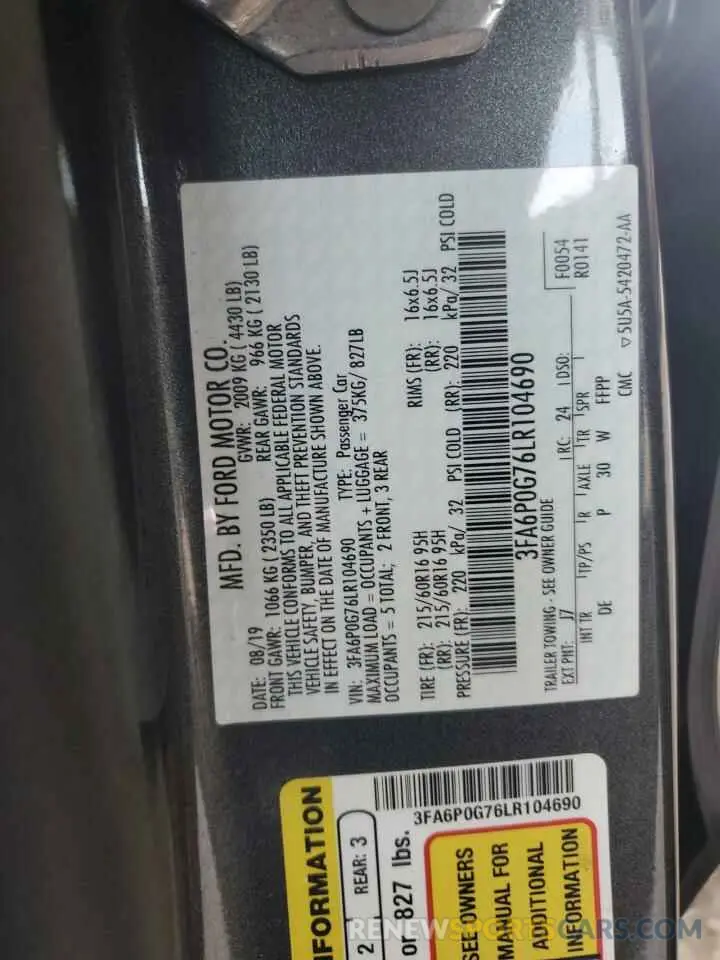 MFD. BY FORD MOTOR CO.
DATE: 08/19 GVWR: 2009 KG ( 4430 LB)
FRONT GAWR: 1066 KG ( 2350 LB) REAR GAWR: 966 KG ( 2130 LB)
THIS VEHICLE CONFORMS TO ALL APPLICABLE FEDERAL MOTOR
VEHICLE SAFETY, BUMPER, AND THEFT PREVENTION STANDARDS
IN EFFECT ON THE DATE OF MANUFACTURE SHOWN ABOVE.
VIN: 3FA6P0G76LR104690 TYPE: Passenger Car
MAXIMUM LOAD = OCCUPANTS + LUGGAGE = 375KG/ 827LB
OCCUPANTS = 5 TOTAL; 2 FRONT, 3 REAR
TIRE (FR): 215/60R16 95H RIMS (FR): 16x6.5J
(RR): 215/60R16 95H (RR): 16x6.5J
PRESSURE (FR): 220 kPa/ 32 PSI COLD (RR): 220 kPa/ 32 PSI COLD
3FA6P0G76LR104690
TRAILER TOWING - SEE OWNER GUIDE
F0054
EXT PNT: J7 RC: 24 DSO: R0141
INT TR TP/PS R AXLE TR SPR
DE P 30 W FFPP
CMC ▽5U5A-5420472-AA
3FA6P0G76LR104690
NFORMATION
2 REAR: 3
or 827 lbs.
SEE OWNERS
MANUAL FOR
ADDITIONAL
INFORMATION
RENEWSPORTSCARS.COM